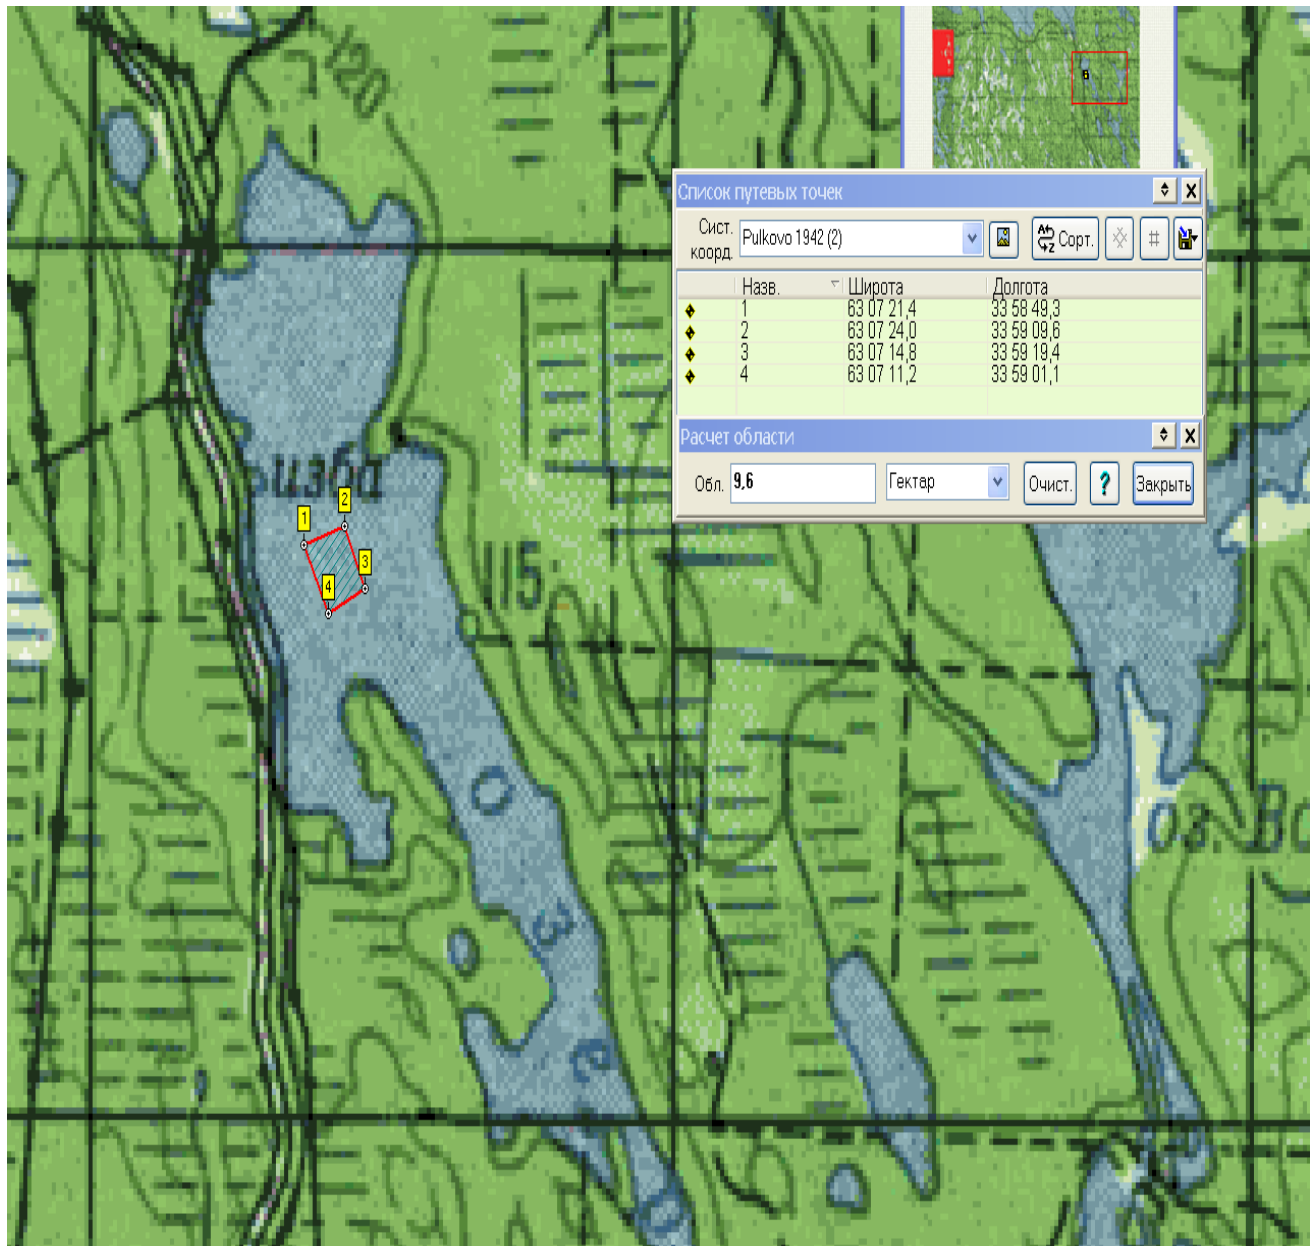 120
Список путевых точек
Сист. коорд. Pulkovo 1942 (2) Сорт.
Назв. Широта Долгота
1 63 07 21,4 33 58 49,3
2 63 07 24,0 33 59 09,6
3 63 07 14,8 33 59 19,4
4 63 07 11,2 33 59 01,1
Расчет области
Обл. 9,6 Гектар Очист. ? Закрыть
1
2
3
4
115
О
З
ОЗ. ВО